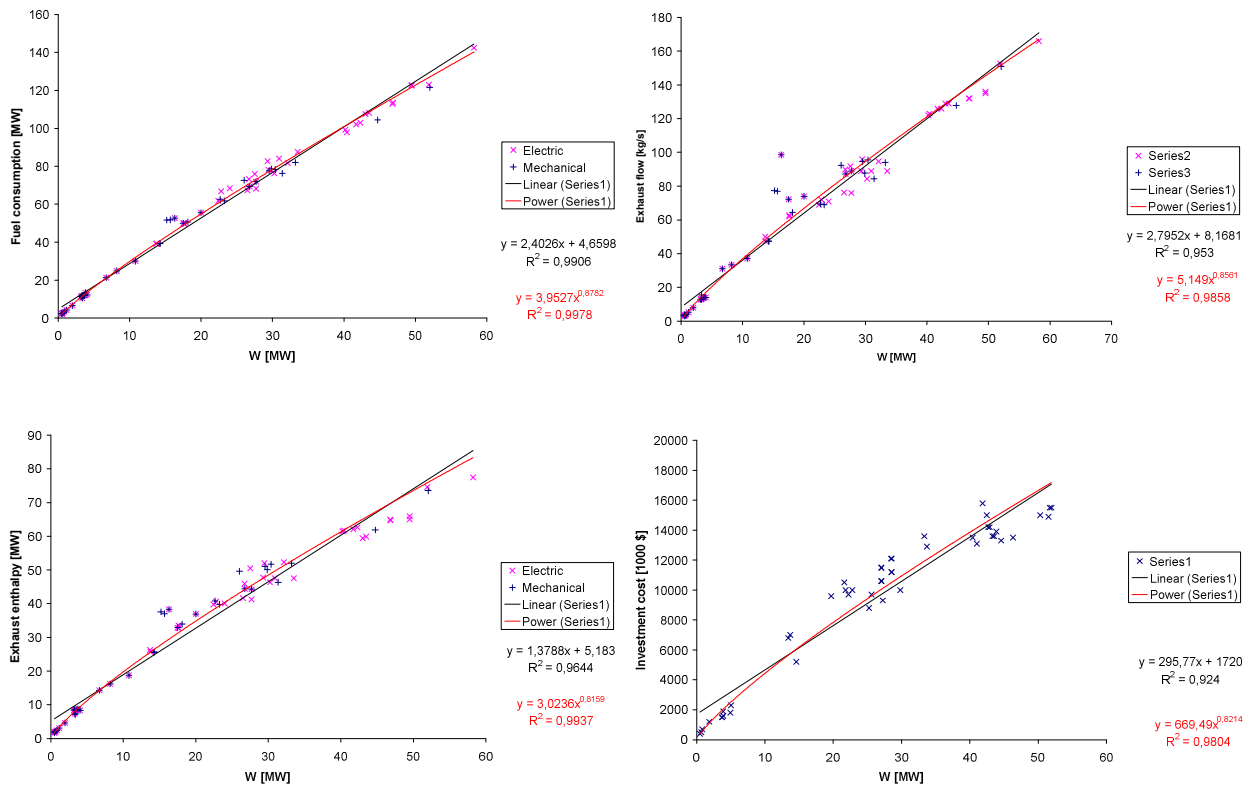 160
140
120
100
80
60
40
20
0
0 10 20 30 40 50 60
Fuel consumption [MW]
W [MW]
Electric
Mechanical
Linear (Series1)
Power (Series1)
y = 2,4026x + 4,6598
R² = 0,9906
y = 3,9527x^0,8782
R² = 0,9978
180
160
140
120
100
80
60
40
20
0
0 10 20 30 40 50 60 70
Exhaust flow [kg/s]
W [MW]
Series2
Series3
Linear (Series1)
Power (Series1)
y = 2,7952x + 8,1681
R² = 0,953
y = 5,149x^0,8561
R² = 0,9858
90
80
70
60
50
40
30
20
10
0
0 10 20 30 40 50 60
Exhaust enthalpy [MW]
W [MW]
Electric
Mechanical
Linear (Series1)
Power (Series1)
y = 1,3788x + 5,183
R² = 0,9644
y = 3,0236x^0,8159
R² = 0,9937
20000
18000
16000
14000
12000
10000
8000
6000
4000
2000
0
0 10 20 30 40 50 60
Investment cost [1000 $]
W [MW]
Series1
Linear (Series1)
Power (Series1)
y = 295,77x + 1720
R² = 0,924
y = 669,49x^0,8214
R² = 0,9804